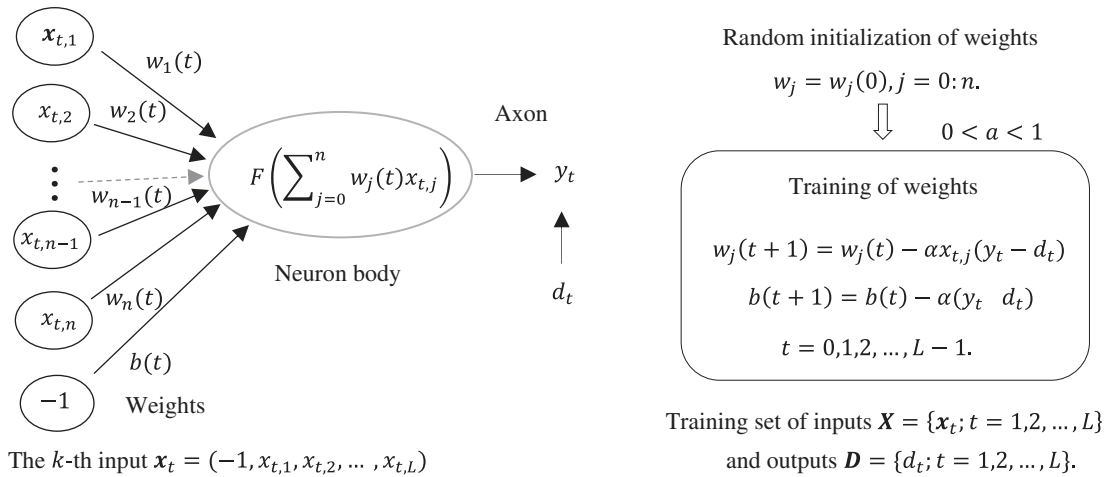 x_{t,1}
w_1(t)
x_{t,2}
w_2(t)
⋮
w_{n−1}(t)
x_{t,n−1}
w_n(t)
x_{t,n}
b(t)
−1
Weights
F(∑_{j=0}^{n} w_j(t)x_{t,j})
Neuron body
Axon
y_t
d_t
The k-th input x_t = (−1, x_{t,1}, x_{t,2}, … , x_{t,L})
Random initialization of weights
w_j = w_j(0), j = 0: n.
0 < a < 1
Training of weights
w_j(t + 1) = w_j(t) − αx_{t,j}(y_t − d_t)
b(t + 1) = b(t) − α(y_t d_t)
t = 0,1,2, … , L − 1.
Training set of inputs X = {x_t; t = 1,2, … , L}
and outputs D = {d_t; t = 1,2, … , L}.